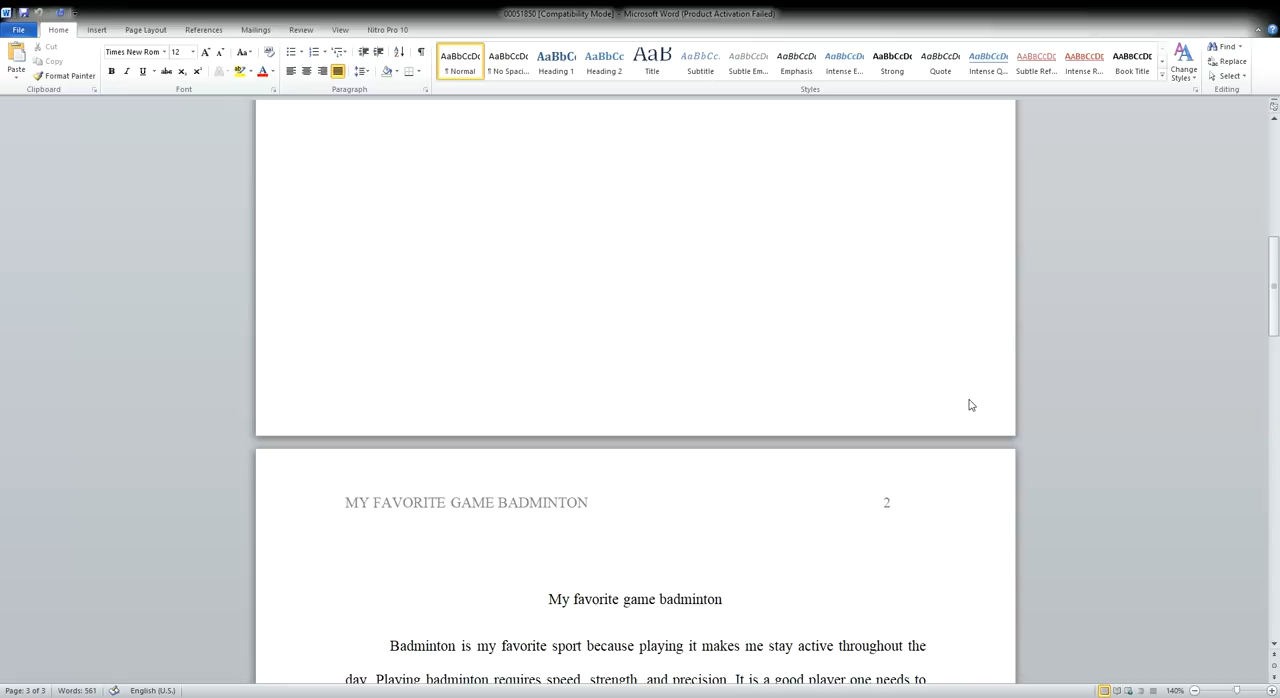 00051850 [Compatibility Mode] - Microsoft Word (Product Activation Failed)
File Home Insert Page Layout References Mailings Review View Nitro Pro 10
Paste
Cut
Copy
Format Painter
Clipboard
Times New Rom 12
Font
Paragraph
AaBbCcDc AaBbCcDc AaBbC AaBbCc AaB AaBbCc. AaBbCcDc AaBbCcDc AaBbCcDc AaBbCcDc AaBbCcDc AaBbCcDc AaBbCcDc AaBbCcDc AaBbCcDc
¶ Normal ¶ No Spaci... Heading 1 Heading 2 Title Subtitle Subtle Em... Emphasis Intense E... Strong Quote Intense Q... Subtle Ref... Intense R... Book Title
Styles
Change
Styles
Find
Replace
Select
Editing
MY FAVORITE GAME BADMINTON 2
My favorite game badminton
Badminton is my favorite sport because playing it makes me stay active throughout the
day. Playing badminton requires speed, strength, and precision. It is a good player one needs to
Page: 3 of 3 Words: 561 English (U.S.) 140%